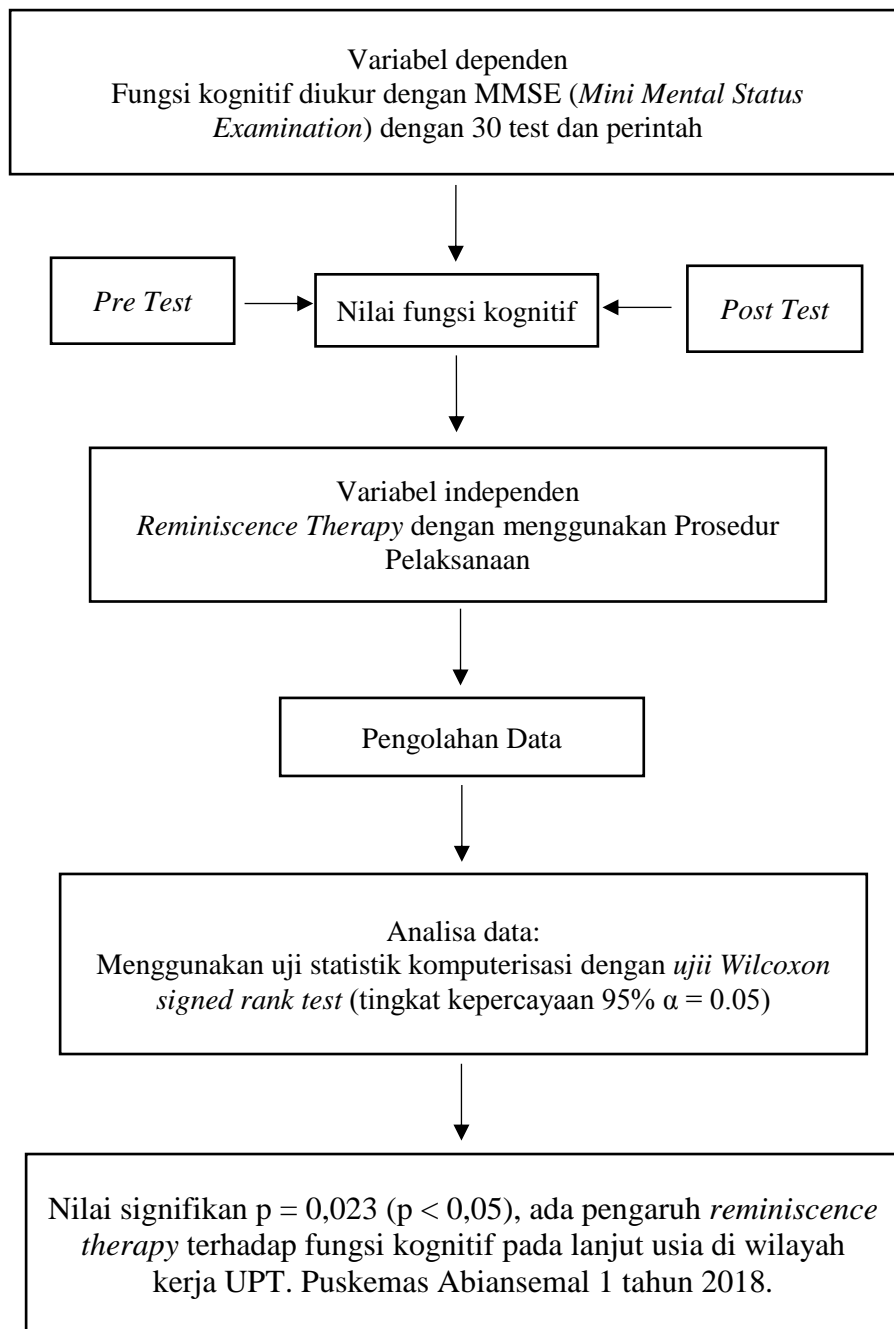 Variabel dependen
Fungsi kognitif diukur dengan MMSE (Mini Mental Status
Examination) dengan 30 test dan perintah
Pre Test
Nilai fungsi kognitif
Post Test
Variabel independen
Reminiscence Therapy dengan menggunakan Prosedur
Pelaksanaan
Pengolahan Data
Analisa data:
Menggunakan uji statistik komputerisasi dengan ujii Wilcoxon
signed rank test (tingkat kepercayaan 95% α = 0.05)
Nilai signifikan p = 0,023 (p < 0,05), ada pengaruh reminiscence
therapy terhadap fungsi kognitif pada lanjut usia di wilayah
kerja UPT. Puskemas Abiansemal 1 tahun 2018.